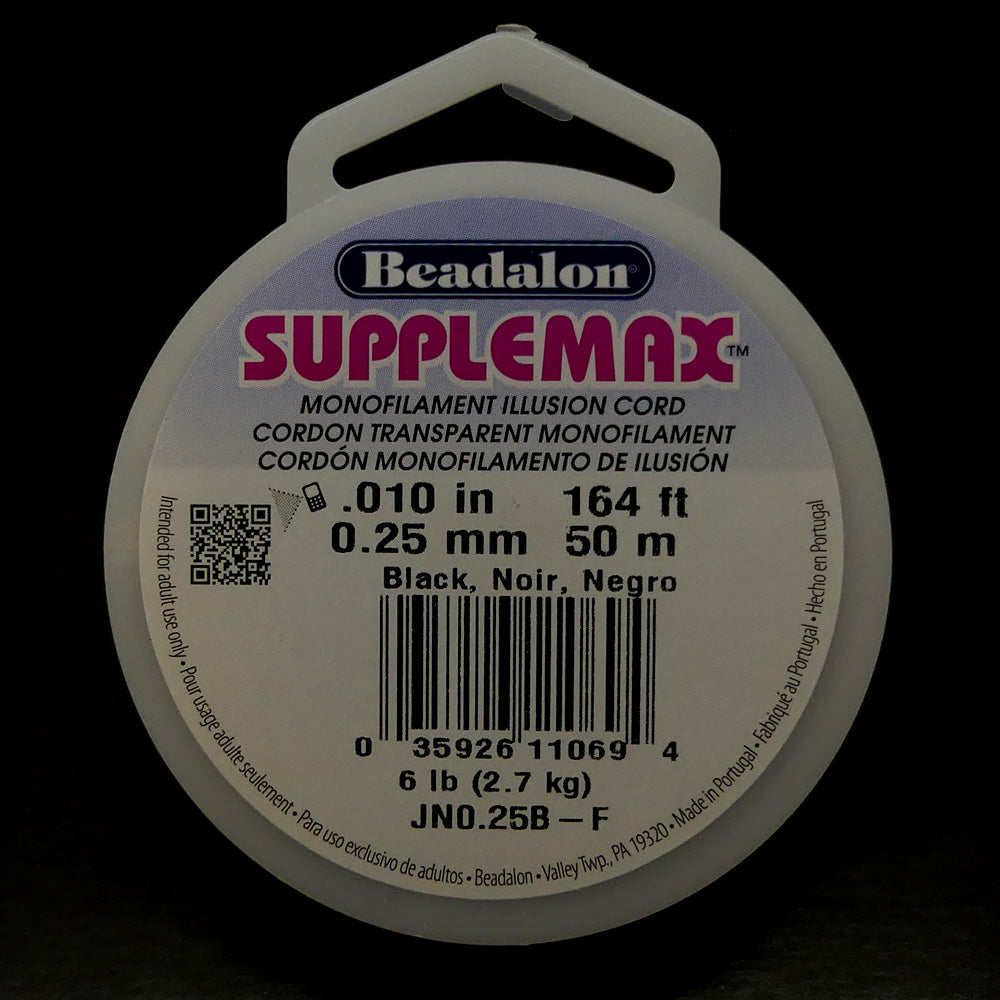 Beadalon®
SUPPLEMAX™
MONOFILAMENT ILLUSION CORD
CORDON TRANSPARENT MONOFILAMENT
CORDÓN MONOFILAMENTO DE ILUSIÓN
.010 in 164 ft
0.25 mm 50 m
Black, Noir, Negro
0 35926 11069 4
6 lb (2.7 kg)
JN0.25B – F
Intended for adult use only • Pour usage adulte seulement • Para uso exclusivo de adultos • Beadalon • Valley Twp., PA 19320 • Made in Portugal • Fabriqué au Portugal • Hecho en Portugal